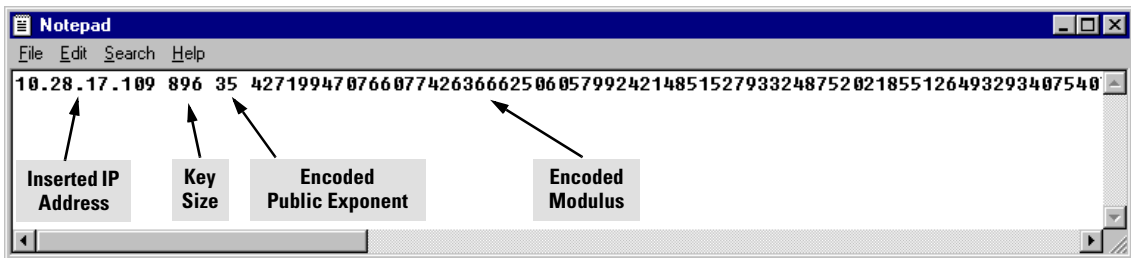 Notepad
File Edit Search Help
10.28.17.109 896 35 427199470766077426366625060579924214851527933248752021855126493293407540
Inserted IP Address
Key Size
Encoded Public Exponent
Encoded Modulus